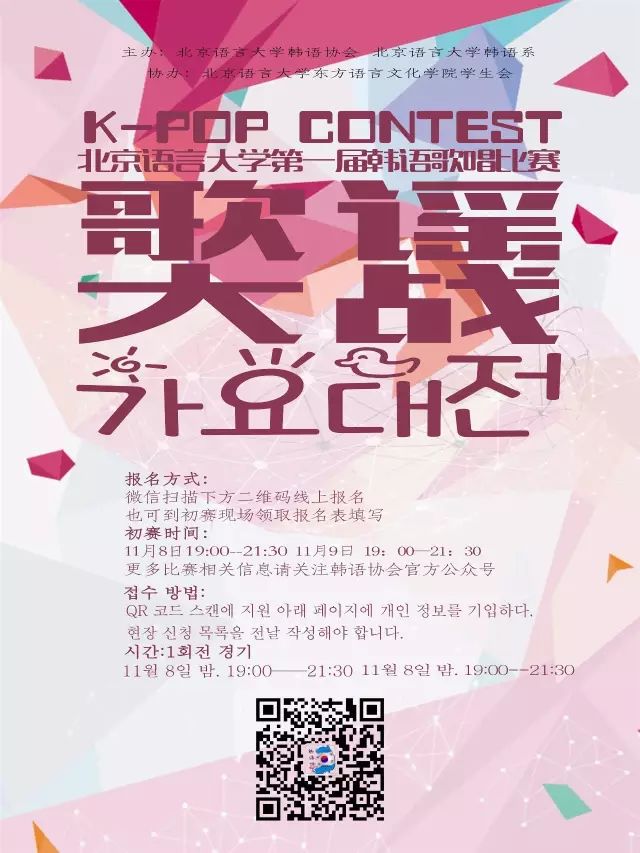 主办：北京语言大学韩语协会 北京语言大学韩语系
协办：北京语言大学东方语言文化学院学生会
K-POP CONTEST
北京语言大学第一届韩语歌唱比赛
歌谣
大战
가요대전
报名方式：
微信扫描下方二维码线上报名
也可到初赛现场领取报名表填写
初赛时间：
11月8日19:00--21:30 11月9日 19：00—21：30
更多比赛相关信息请关注韩语协会官方公众号
접수 방법:
QR 코드 스캔에 지원 아래 페이지에 개인 정보를 기입하다.
현장 신청 목록을 전날 작성해야 합니다.
시간:1회전 경기
11월 8일 밤. 19:00——21:30 11월 8일 밤. 19:00--21:30